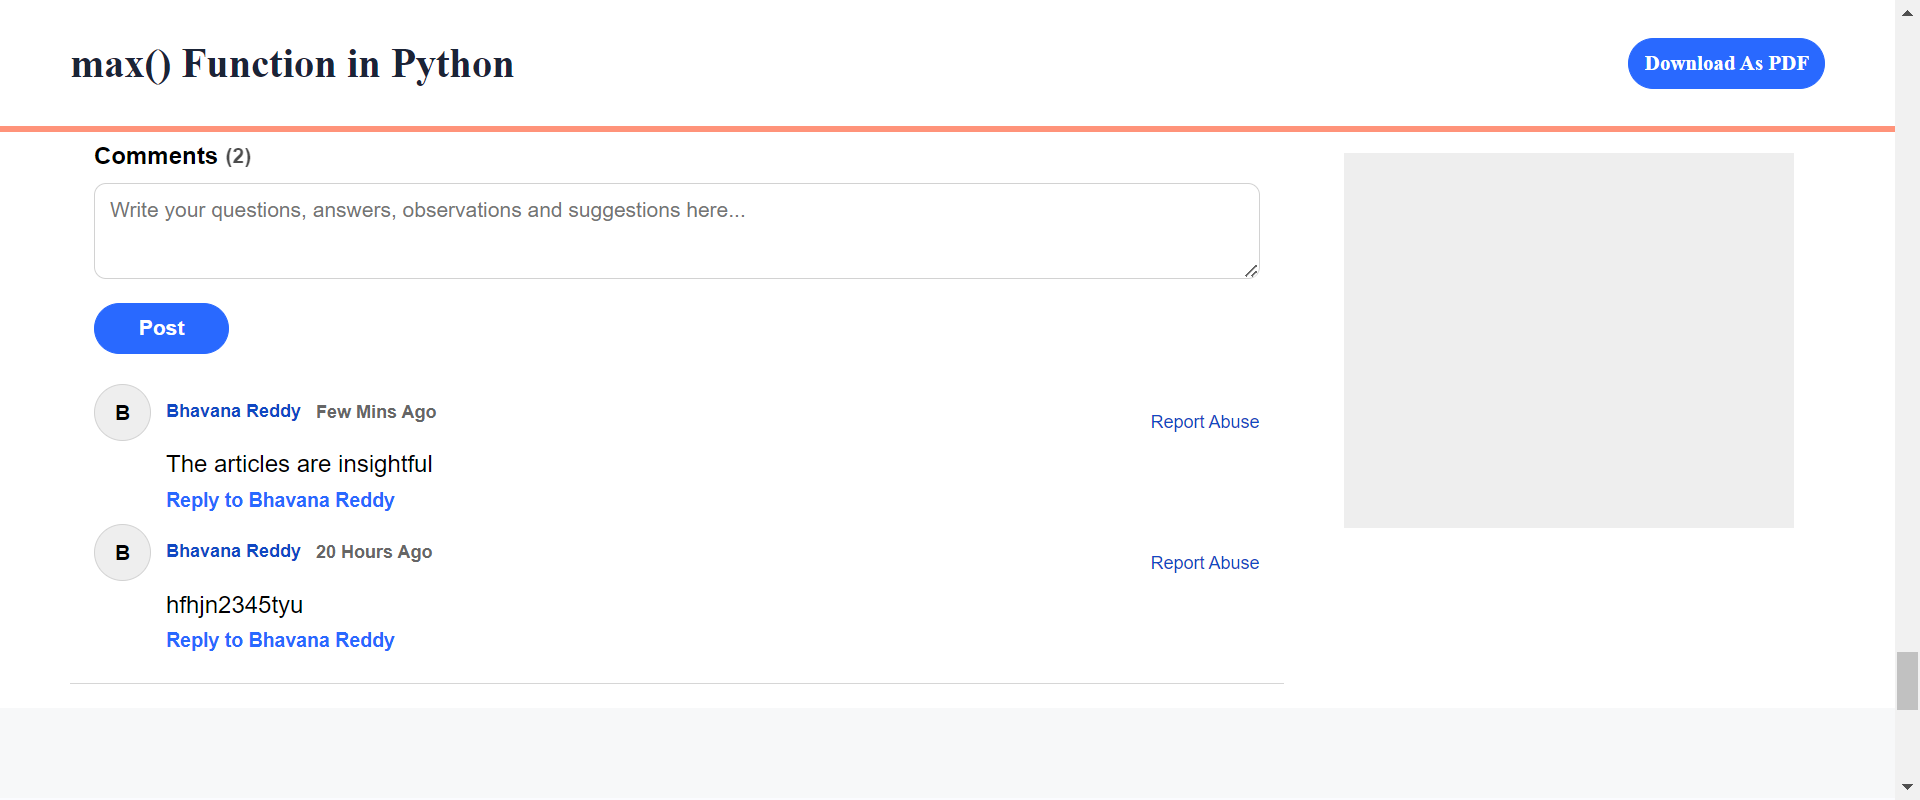 max() Function in Python
Download As PDF
Comments (2)
Write your questions, answers, observations and suggestions here...
Post
B
Bhavana Reddy Few Mins Ago
Report Abuse
The articles are insightful
Reply to Bhavana Reddy
B
Bhavana Reddy 20 Hours Ago
Report Abuse
hfhjn2345tyu
Reply to Bhavana Reddy